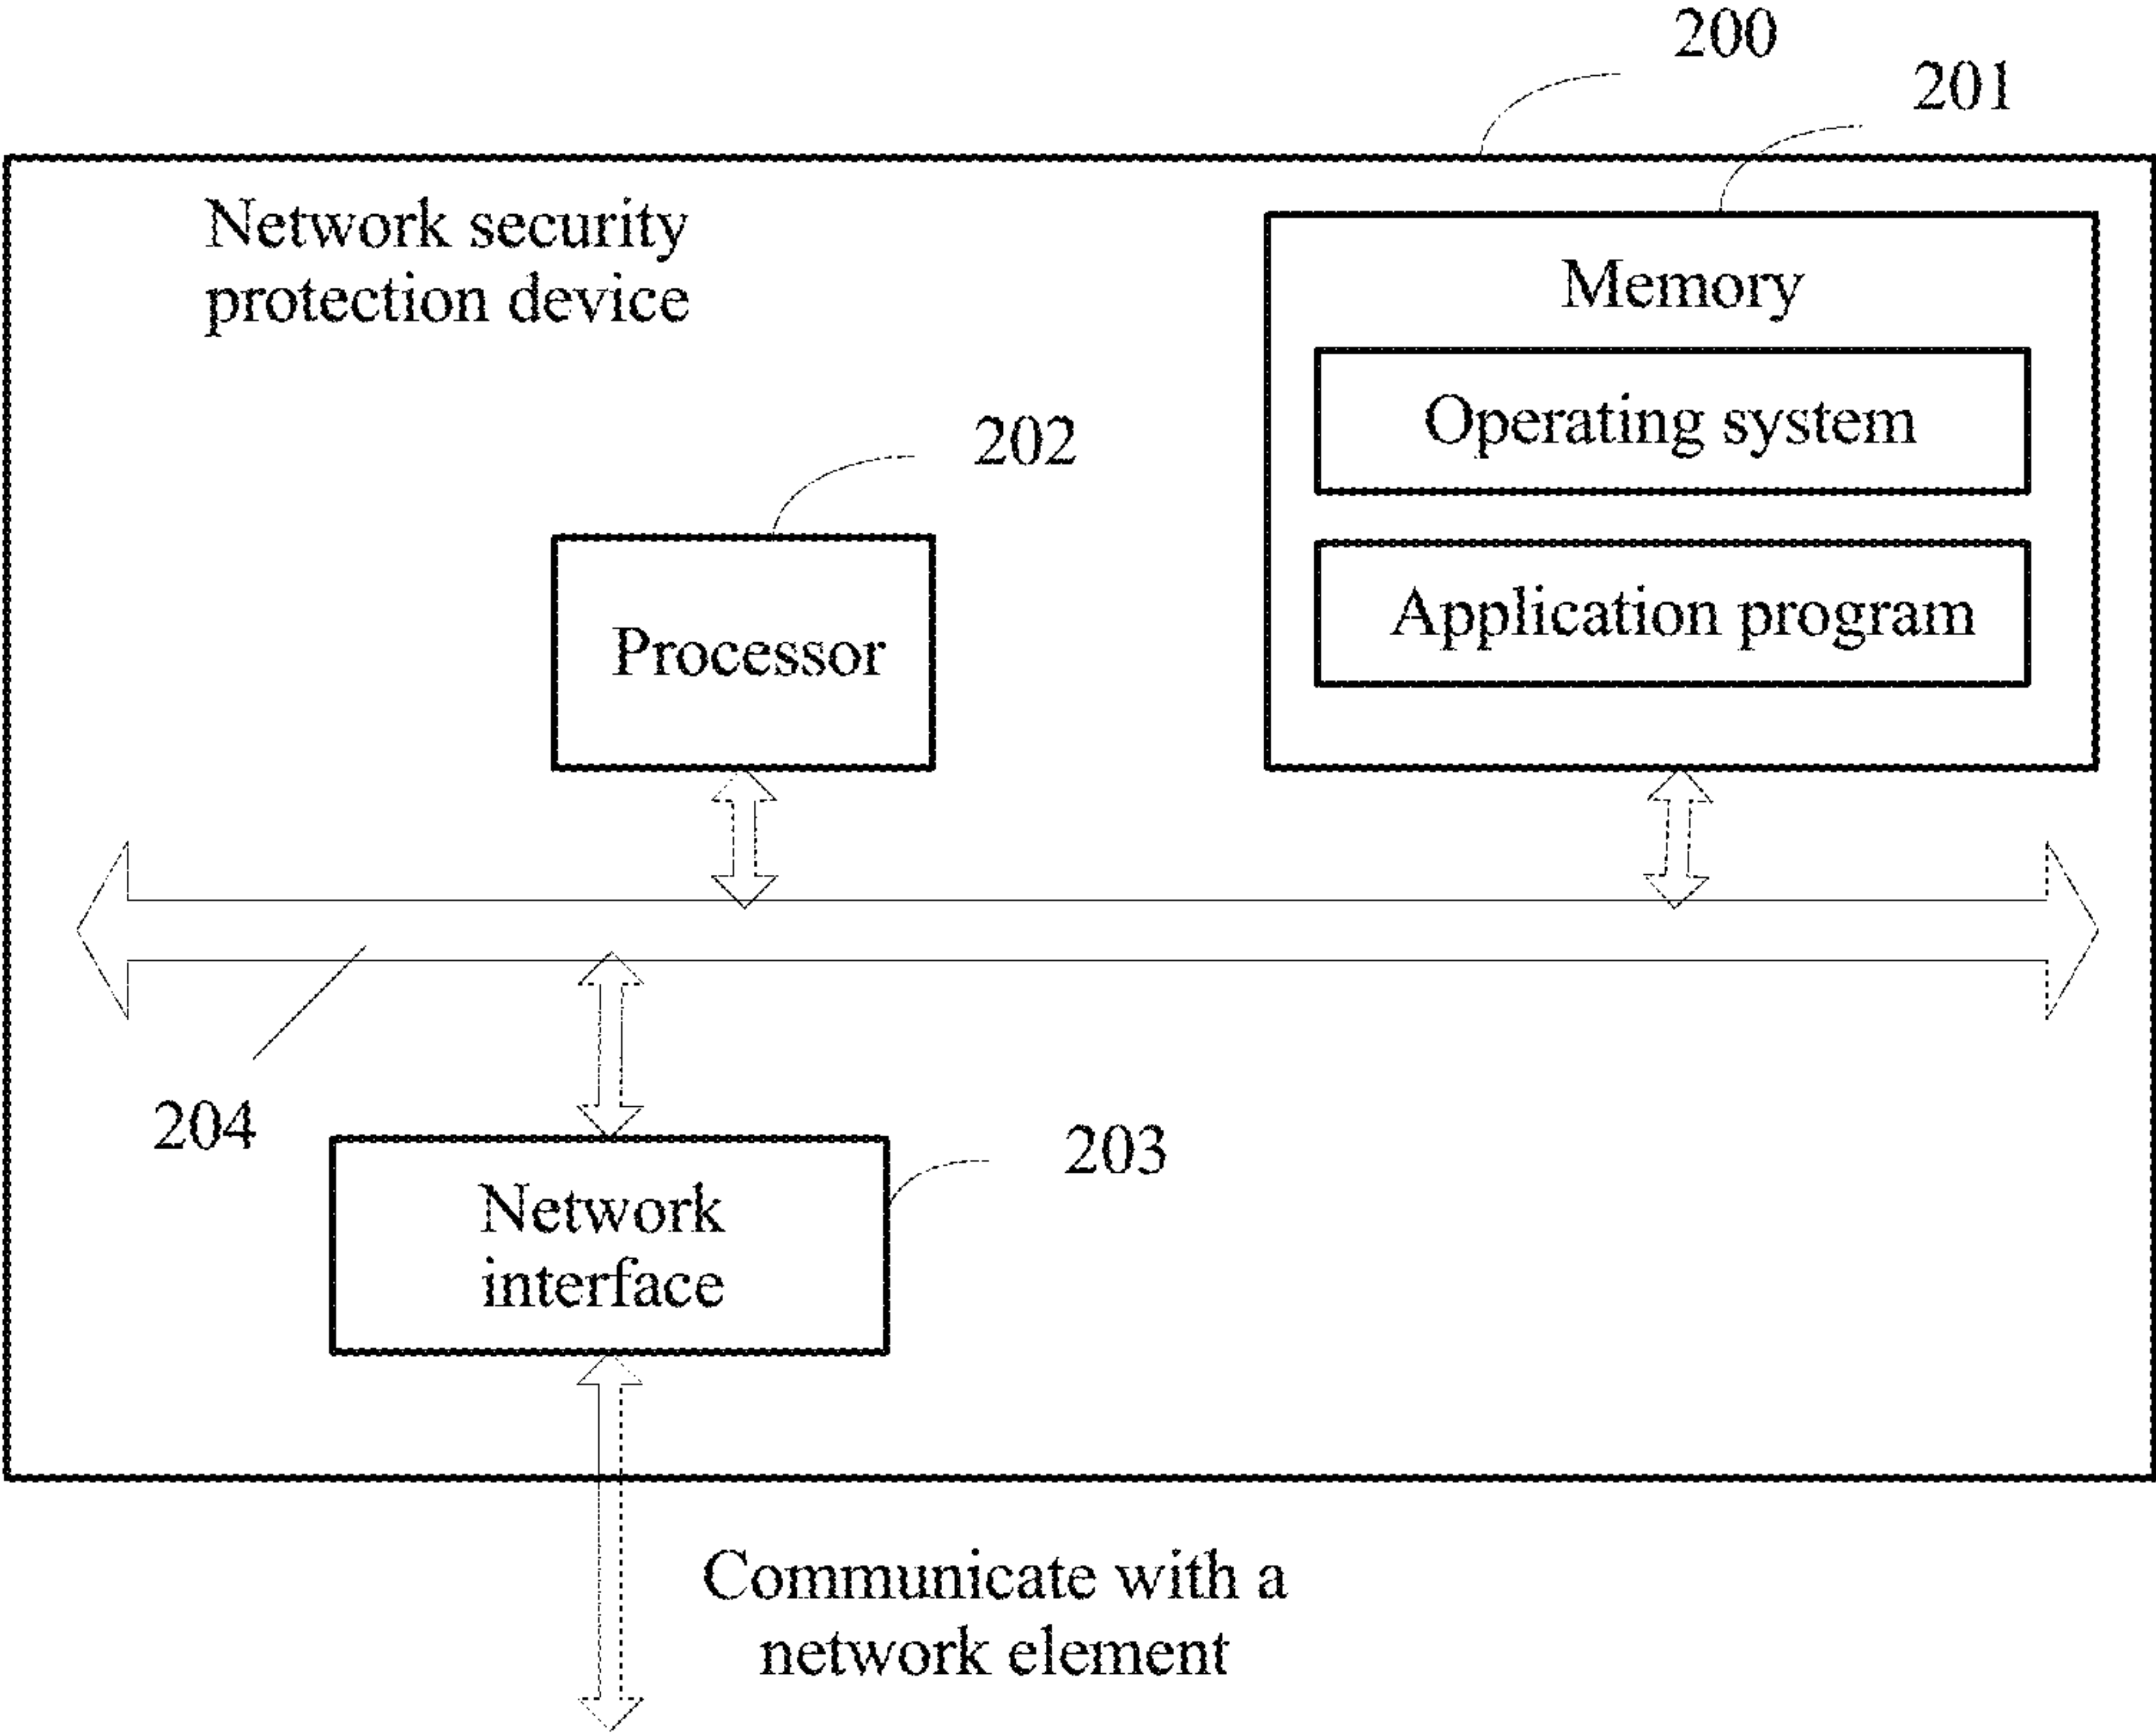 200
201
Network security
protection device
Memory
Operating system
202
Application program
Processor
204
203
Network
interface
Communicate with a
network element